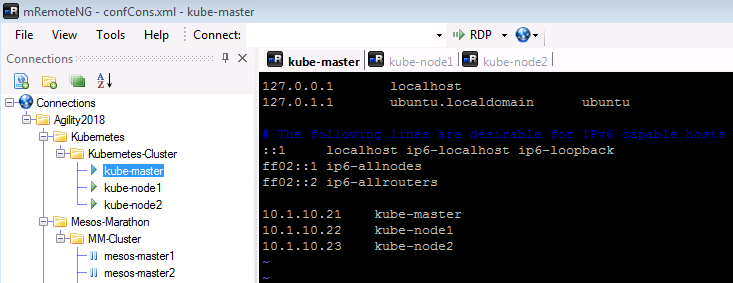 mRemoteNG - confCons.xml - kube-master
File View Tools Help Connect: RDP
Connections
kube-master kube-node1 kube-node2
Connections
Agility2018
Kubernetes
Kubernetes-Cluster
kube-master
kube-node1
kube-node2
Mesos-Marathon
MM-Cluster
mesos-master1
mesos-master2
127.0.0.1 localhost
127.0.1.1 ubuntu.localdomain ubuntu
# The following lines are desirable for IPv6 capable hosts
::1 localhost ip6-localhost ip6-loopback
ff02::1 ip6-allnodes
ff02::2 ip6-allrouters
10.1.10.21 kube-master
10.1.10.22 kube-node1
10.1.10.23 kube-node2
~
~